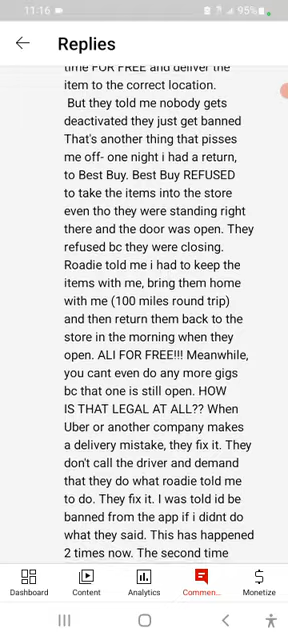 11:16
95%
Replies
time FOR FREE and deliver the
item to the correct location.
But they told me nobody gets
deactivated they just get banned
That's another thing that pisses
me off- one night i had a return,
to Best Buy. Best Buy REFUSED
to take the items into the store
even tho they were standing right
there and the door was open. They
refused bc they were closing.
Roadie told me i had to keep the
items with me, bring them home
with me (100 miles round trip)
and then return them back to the
store in the morning when they
open. ALl FOR FREE!!! Meanwhile,
you cant even do any more gigs
bc that one is still open. HOW
IS THAT LEGAL AT ALL?? When
Uber or another company makes
a delivery mistake, they fix it. They
don't call the driver and demand
that they do what roadie told me
to do. They fix it. I was told id be
banned from the app if i didnt do
what they said. This has happened
2 times now. The second time
Dashboard
Content
Analytics
Commen...
Monetize